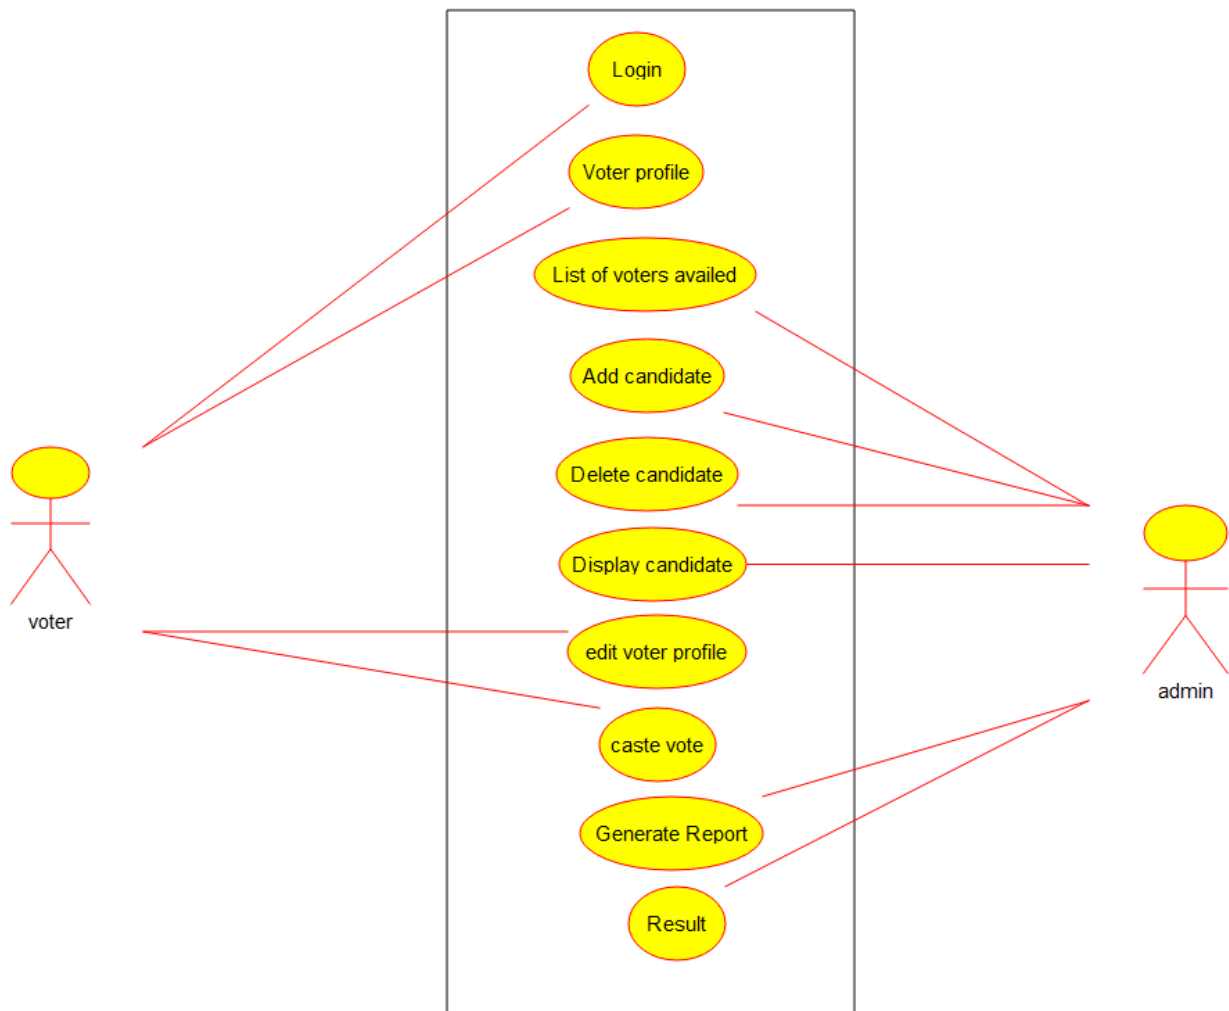 Login
Voter profile
List of voters availed
Add candidate
Delete candidate
Display candidate
voter
edit voter profile
admin
caste vote
Generate Report
Result